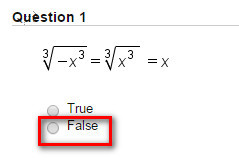 Question 1
∛(-x³) = ∛(x³) = x
True
False